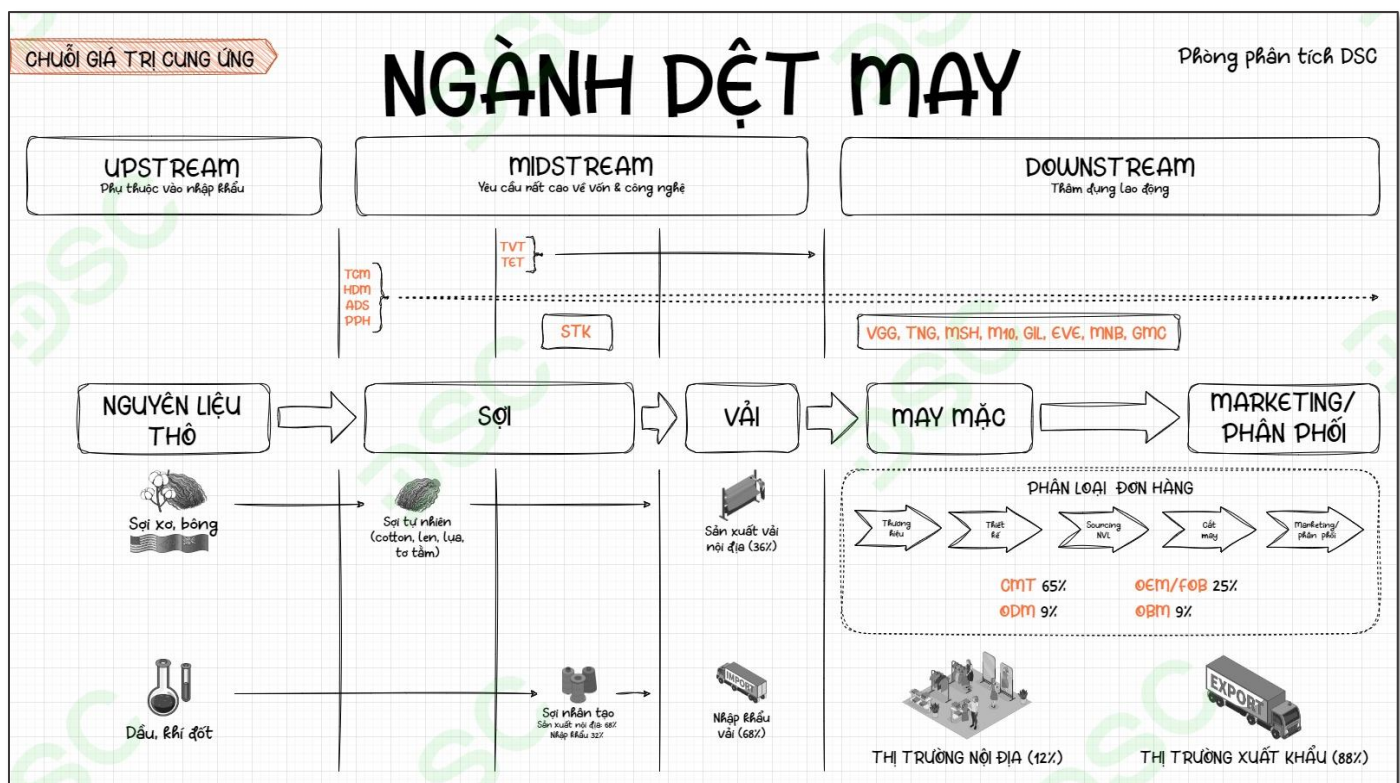 CHUỖI GIÁ TRỊ CUNG ỨNG
NGÀNH DỆT MAY
Phòng phân tích DSC
UPSTREAM
Phụ thuộc vào nhập khẩu
MIDSTREAM
Yêu cầu rất cao về vốn & công nghệ
DOWNSTREAM
Thâm dụng lao động
TVT
TET
TCM
HDM
ADS
PPH
STK
VGG, TNG, MSH, M10, GIL, EVE, MNB, GMC
NGUYÊN LIỆU
THÔ
SỢI
VẢI
MAY MẶC
MARKETING/
PHÂN PHỐI
Sợi xơ, bông
Sợi tự nhiên
(cotton, len, lụa,
tơ tằm)
Sản xuất vải
nội địa (36%)
PHÂN LOẠI ĐƠN HÀNG
Thương
hiệu
Thiết
kế
Sourcing
NVL
Cắt
may
Marketing/
phân phối
CMT 65%
OEM/FOB 25%
ODM 9%
OBM 9%
Dầu, khí đốt
Sợi nhân tạo
Sản xuất nội địa: 68%
Nhập khẩu 32%
IMPORT
Nhập khẩu
vải (68%)
THỊ TRƯỜNG NỘI ĐỊA (12%)
EXPORT
THỊ TRƯỜNG XUẤT KHẨU (88%)
DSC
DSC
DSC
DSC